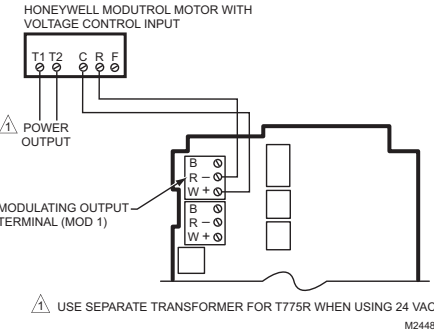 HONEYWELL MODUTROL MOTOR WITH
VOLTAGE CONTROL INPUT
T1 T2 C R F
1 POWER
OUTPUT
B
R –
W +
MODULATING OUTPUT
TERMINAL (MOD 1)
B
R –
W +
1 USE SEPARATE TRANSFORMER FOR T775R WHEN USING 24 VAC
M2448